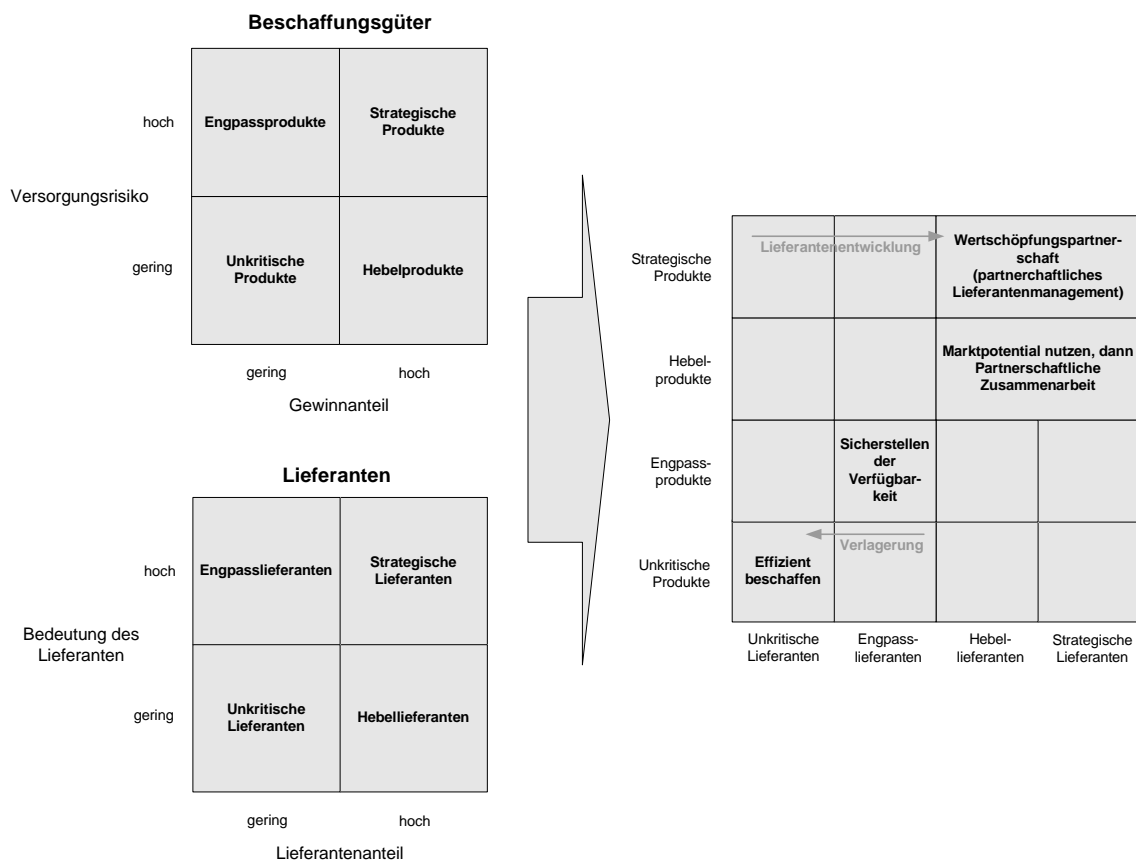 Beschaffungsgüter
hoch
Engpassprodukte
Strategische
Produkte
Versorgungsrisiko
gering
Unkritische
Produkte
Hebelprodukte
gering
hoch
Gewinnanteil
Lieferanten
hoch
Engpasslieferanten
Strategische
Lieferanten
Bedeutung des
Lieferanten
gering
Unkritische
Lieferanten
Hebellieferanten
gering
hoch
Lieferantenanteil
Strategische
Produkte
Lieferantenentwicklung
Wertschöpfungspartner-
schaft
(partnerchaftliches
Lieferantenmanagement)
Hebel-
produkte
Marktpotential nutzen, dann
Partnerschaftliche
Zusammenarbeit
Engpass-
produkte
Sicherstellen
der
Verfügbar-
keit
Unkritische
Produkte
Effizient
beschaffen
Verlagerung
Unkritische
Lieferanten
Engpass-
lieferanten
Hebel-
lieferanten
Strategische
Lieferanten